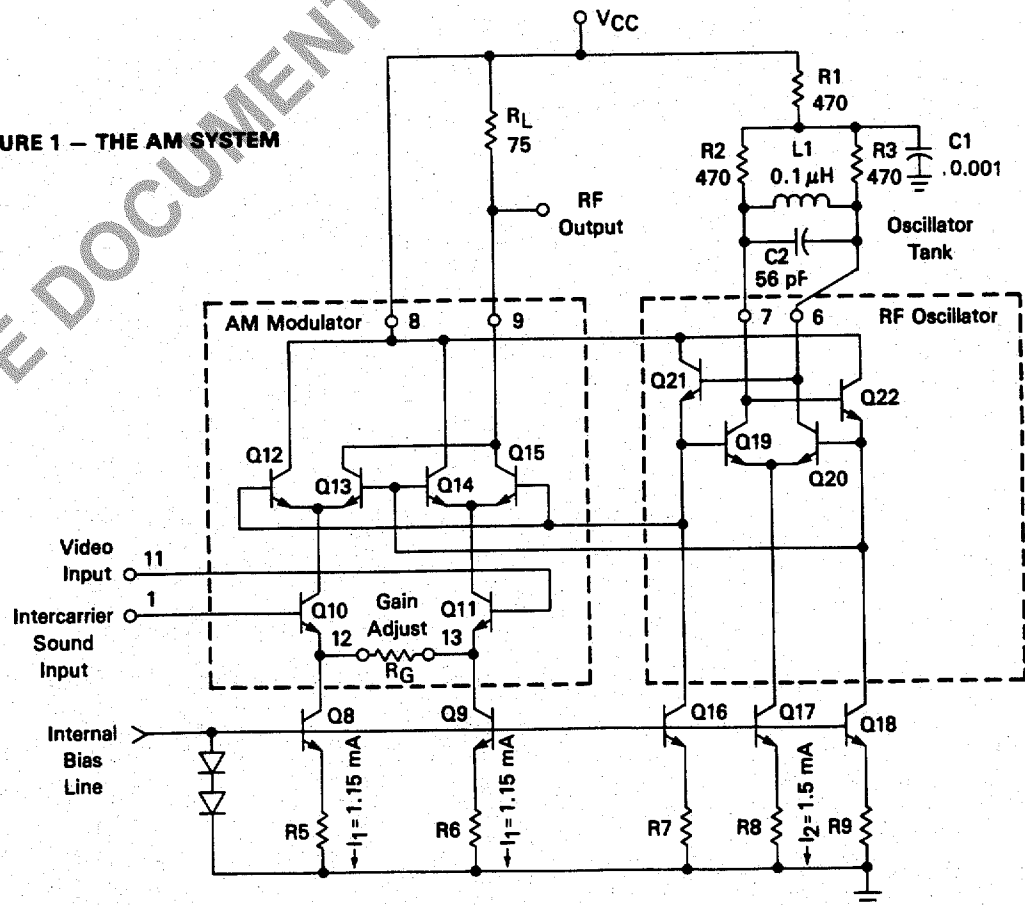 E DOCUMENT
URE 1 — THE AM SYSTEM
VCC
R1
470
RL
75
R2
470
L1
0.1 μH
R3
470
C1
.0.001
RF
Output
Oscillator
Tank
C2
56 pF
AM Modulator
8
9
7
6
RF Oscillator
Q21
Q22
Q12
Q13
Q14
Q15
Q19
Q20
Video
Input
11
Intercarrier
Sound
Input
1
Q10
Gain
Adjust
Q11
12
13
RG
Internal
Bias
Line
Q8
Q9
Q16
Q17
Q18
I1 = 1.15 mA
I1 = 1.15 mA
I2 = 1.5 mA
R5
R6
R7
R8
R9